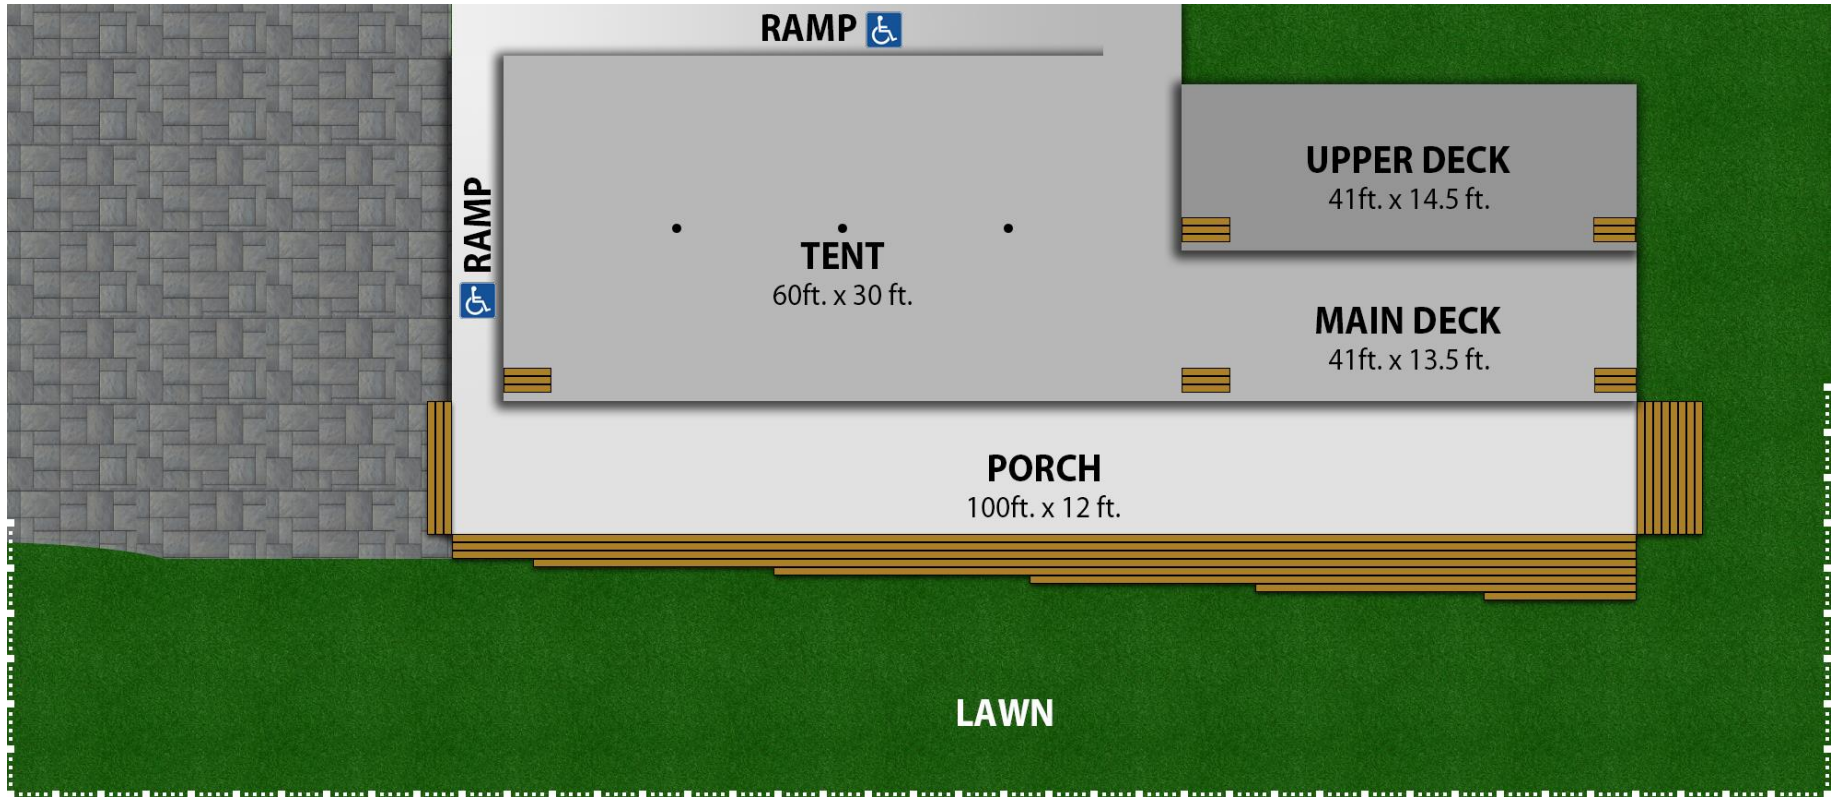 RAMP
UPPER DECK
41ft. x 14.5 ft.
RAMP
TENT
60ft. x 30 ft.
MAIN DECK
41ft. x 13.5 ft.
PORCH
100ft. x 12 ft.
LAWN